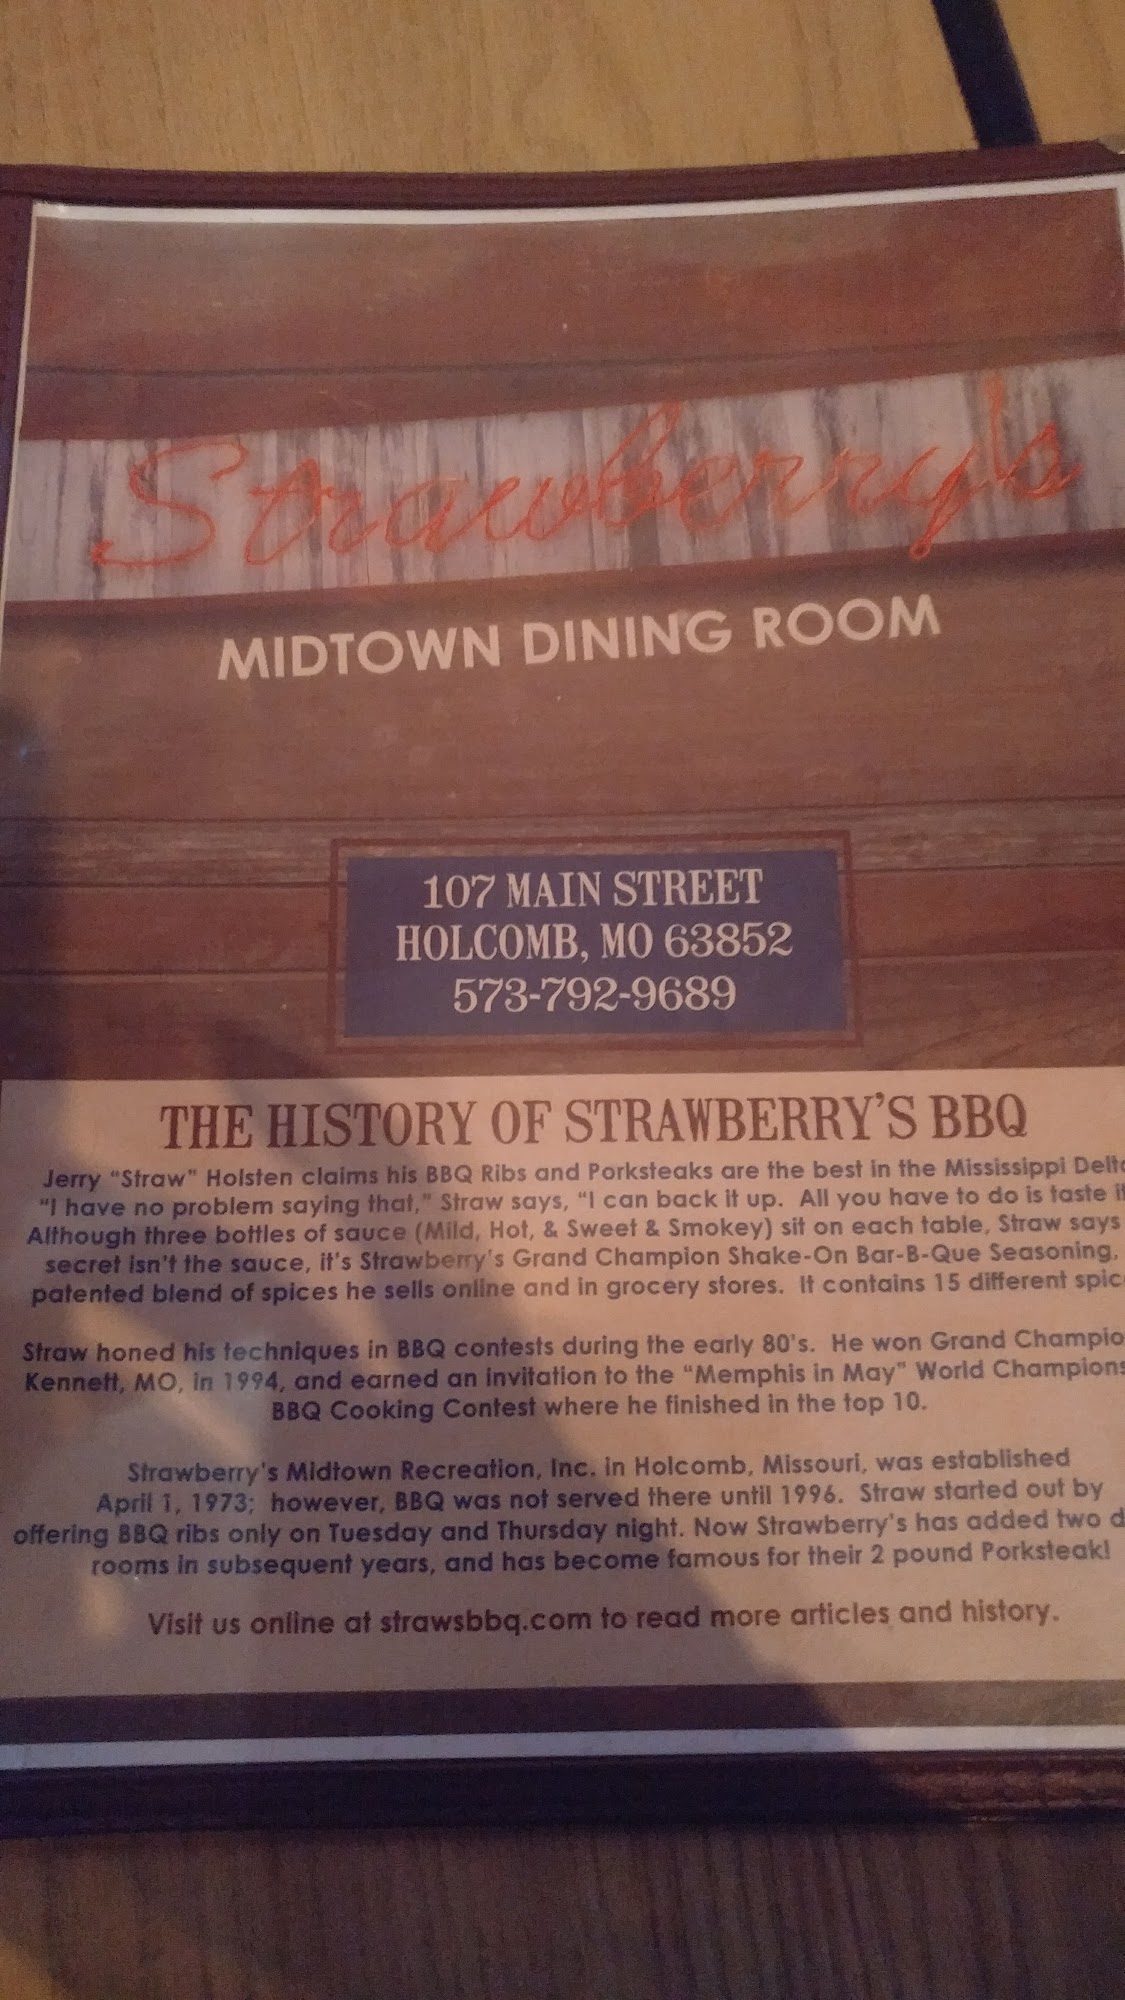 Strawberry's
MIDTOWN DINING ROOM
107 MAIN STREET
HOLCOMB, MO 63852
573-792-9689
THE HISTORY OF STRAWBERRY'S BBQ
Jerry "Straw" Holsten claims his BBQ Ribs and Porksteaks are the best in the Mississippi
"I have no problem saying that," Straw says, "I can back it up. All you have to do is taste
Although three bottles of sauce (Mild, Hot, & Sweet & Smokey) sit on each table, Straw says
secret isn't the sauce, it's Strawberry's Grand Champion Shake-On Bar-B-Que Seasoning,
patented blend of spices he sells online and in grocery stores. It contains 15 different
Straw honed his techniques in BBQ contests during the early 80's. He won Grand
Kennett, MO, in 1994, and earned an invitation to the "Memphis in May" World
BBQ Cooking Contest where he finished in the top 10.
Strawberry's Midtown Recreation, Inc. in Holcomb, Missouri, was established
April 1, 1973; however, BBQ was not served there until 1996. Straw started out by
offering BBQ ribs only on Tuesday and Thursday night. Now Strawberry's has added two
rooms in subsequent years, and has become famous for their 2 pound Porksteak!
Visit us online at strawsbbq.com to read more articles and history.